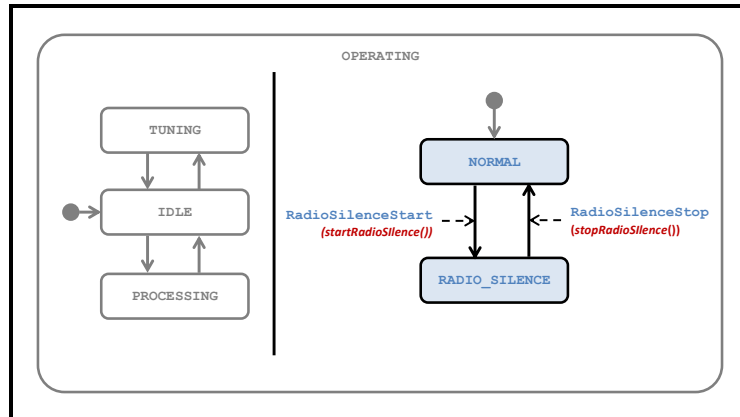 OPERATING
TUNING
IDLE
PROCESSING
NORMAL
RadioSilenceStart
(startRadioSIlence())
RadioSilenceStop
(stopRadioSIlence())
RADIO_SILENCE